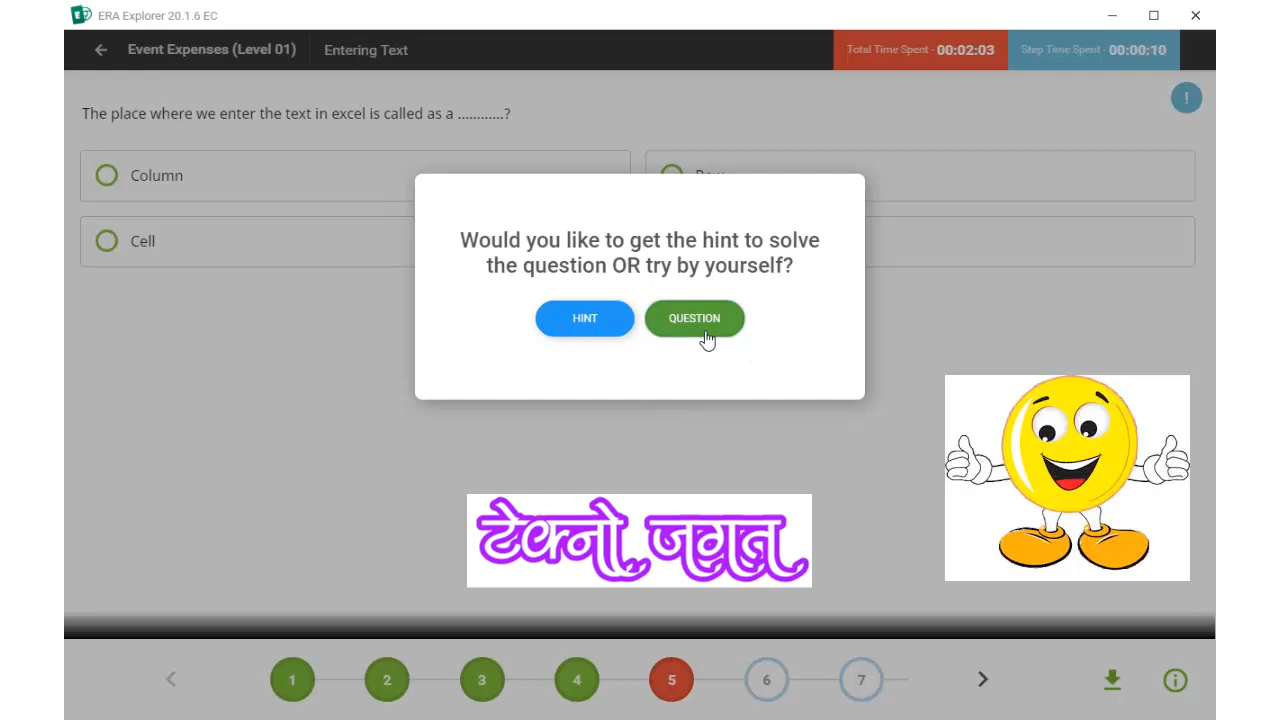 ERA Explorer 20.1.6 EC
Event Expenses (Level 01) Entering Text Total Time Spent - 00:02:03 Step Time Spent - 00:00:10
The place where we enter the text in excel is called as a ............?
!
Column
Row
Cell
Would you like to get the hint to solve
the question OR try by yourself?
HINT QUESTION
टेक्नो जगत
1 2 3 4 5 6 7